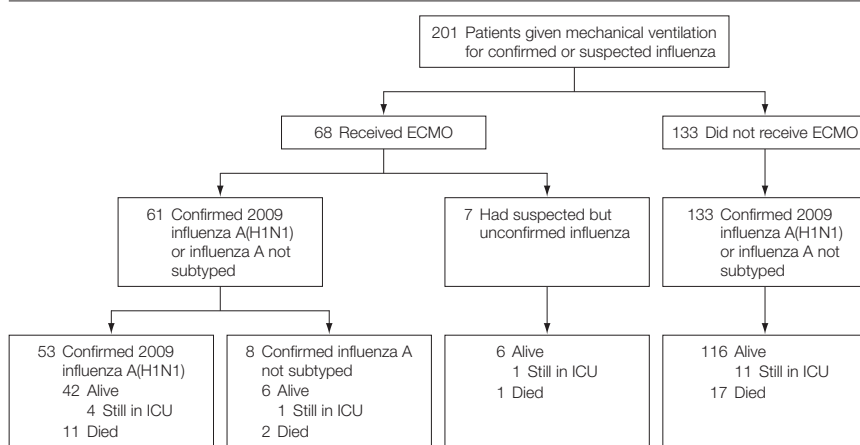 201 Patients given mechanical ventilation
for confirmed or suspected influenza
68 Received ECMO
133 Did not receive ECMO
61 Confirmed 2009
influenza A(H1N1)
or influenza A not
subtyped
7 Had suspected but
unconfirmed influenza
133 Confirmed 2009
influenza A(H1N1)
or influenza A not
subtyped
53 Confirmed 2009
influenza A(H1N1)
42 Alive
4 Still in ICU
11 Died
8 Confirmed influenza A
not subtyped
6 Alive
1 Still in ICU
2 Died
6 Alive
1 Still in ICU
1 Died
116 Alive
11 Still in ICU
17 Died